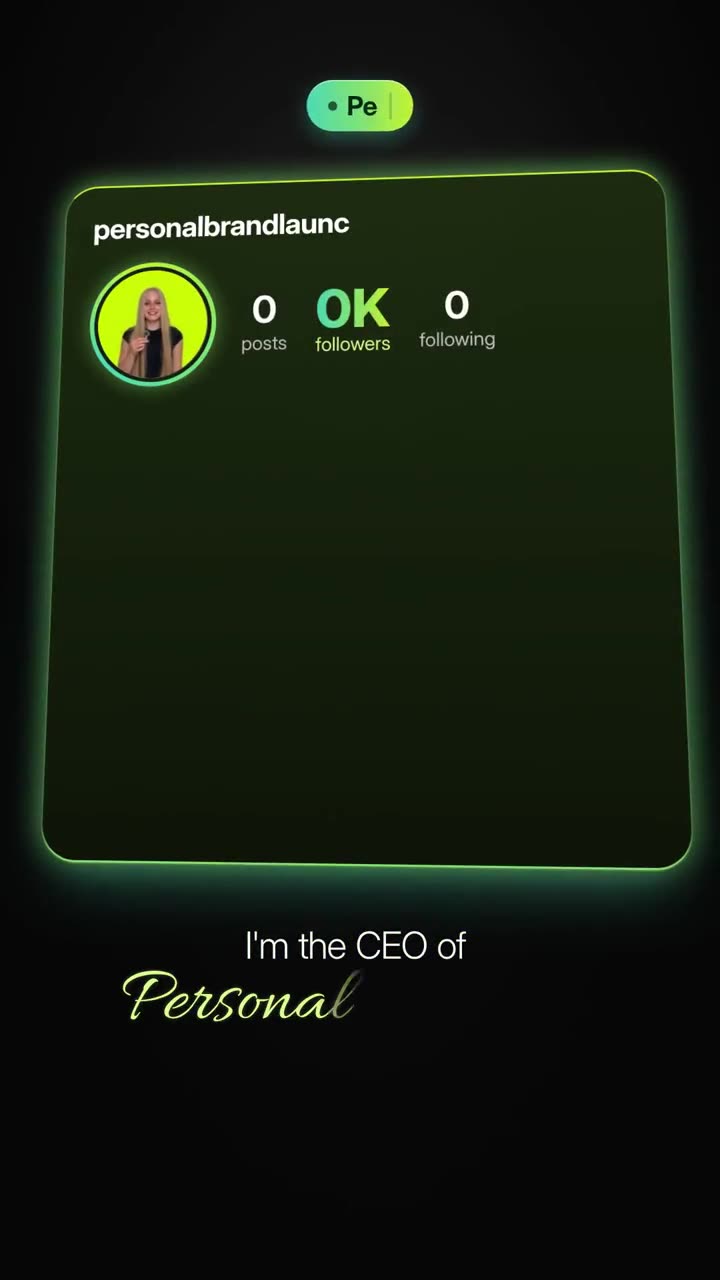 Pe
personalbrandlaunc
0 0K 0
posts followers following
I'm the CEO of
Personal